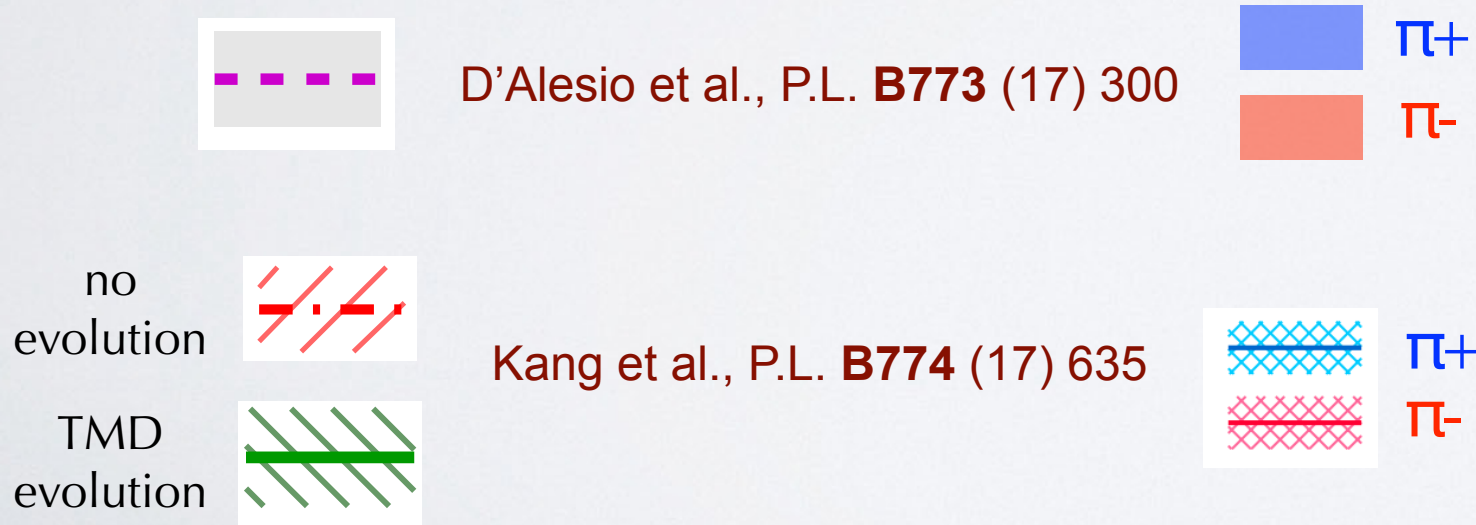 D'Alesio et al., P.L. B773 (17) 300
π+
π-
no
evolution
Kang et al., P.L. B774 (17) 635
π+
π-
TMD
evolution